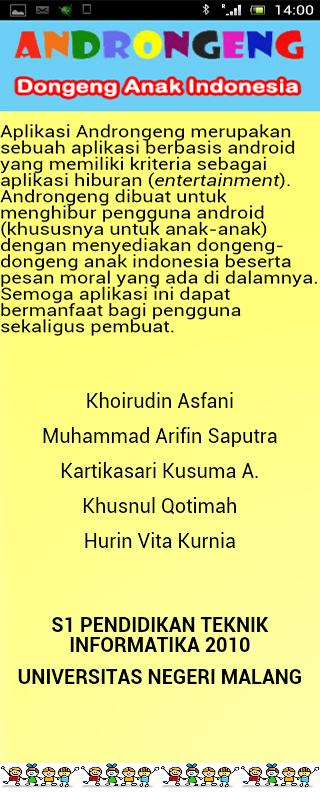 14:00
ANDRONGENG
Dongeng Anak Indonesia
Aplikasi Androngeng merupakan
sebuah aplikasi berbasis android
yang memiliki kriteria sebagai
aplikasi hiburan (entertainment).
Androngeng dibuat untuk
menghibur pengguna android
(khususnya untuk anak-anak)
dengan menyediakan dongeng-
dongeng anak indonesia beserta
pesan moral yang ada di dalamnya.
Semoga aplikasi ini dapat
bermanfaat bagi pengguna
sekaligus pembuat.
Khoirudin Asfani
Muhammad Arifin Saputra
Kartikasari Kusuma A.
Khusnul Qotimah
Hurin Vita Kurnia
S1 PENDIDIKAN TEKNIK
INFORMATIKA 2010
UNIVERSITAS NEGERI MALANG